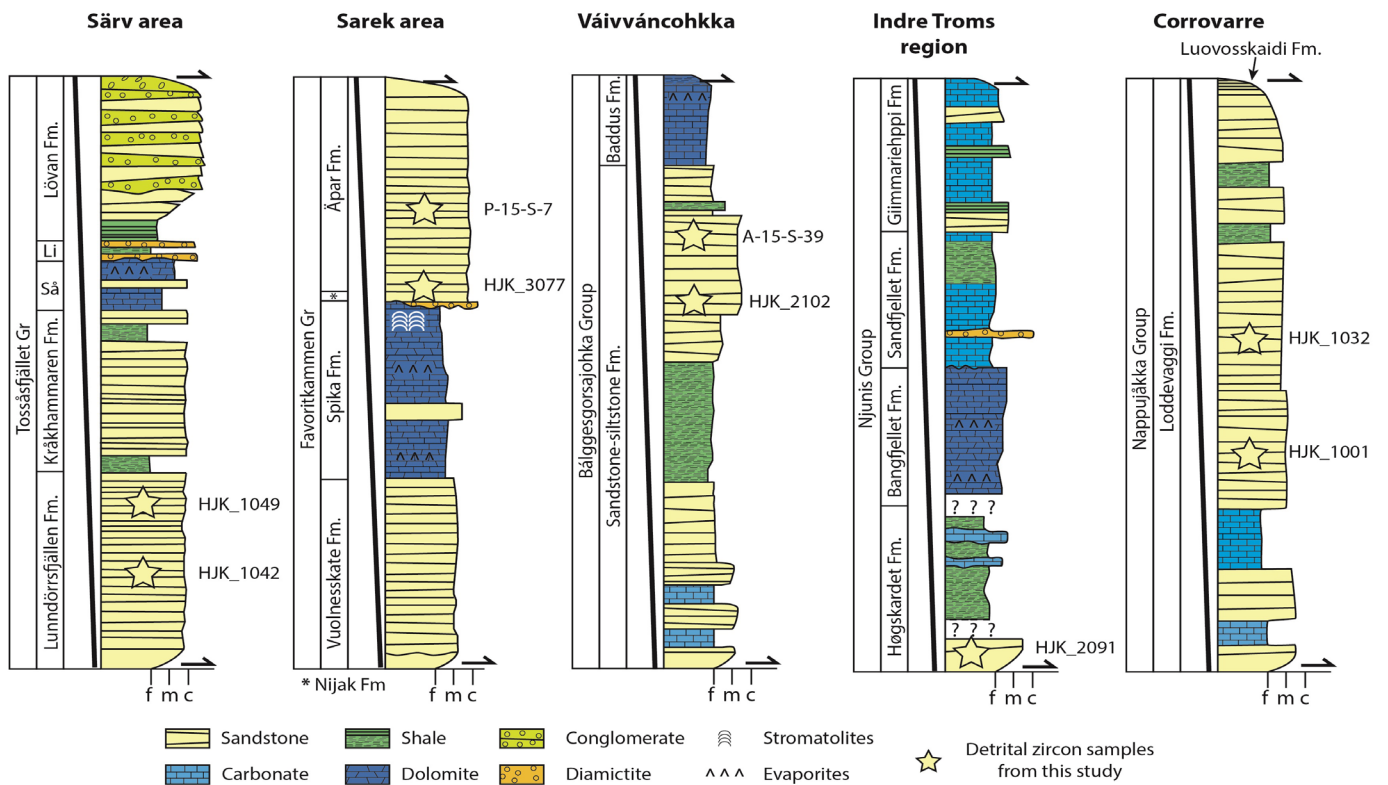 Särv area
Sarek area
Váivváncohkka
Indre Troms
region
Corrovarre
Luovosskaidi Fm.
Tossåsfjället Gr
Lövan Fm.
Li
Så
Kråkhammaren Fm.
Lunndörrsfjällen Fm.
HJK_1049
HJK_1042
f m c
Favoritkammen Gr
Äpar Fm.
*
Spika Fm.
Vuolnesskate Fm.
P-15-S-7
HJK_3077
* Nijak Fm
f m c
Bálggesgorsajohka Group
Baddus Fm.
Sandstone-siltstone Fm.
A-15-S-39
HJK_2102
f m c
Njunis Group
Giimmariehppi Fm
Sandfjellet Fm.
Bangfjellet Fm.
Høgskardet Fm.
? ? ?
? ? ?
HJK_2091
f m c
Nappujåkka Group
Loddevaggi Fm.
HJK_1032
HJK_1001
f m c
Sandstone
Shale
Conglomerate
Stromatolites
Carbonate
Dolomite
Diamictite
Evaporites
Detrital zircon samples
from this study